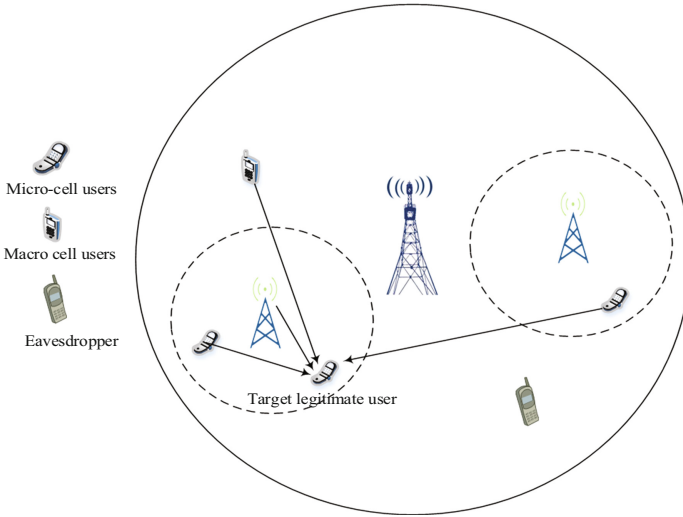 Micro-cell users
Macro cell users
Eavesdropper
Target legitimate user